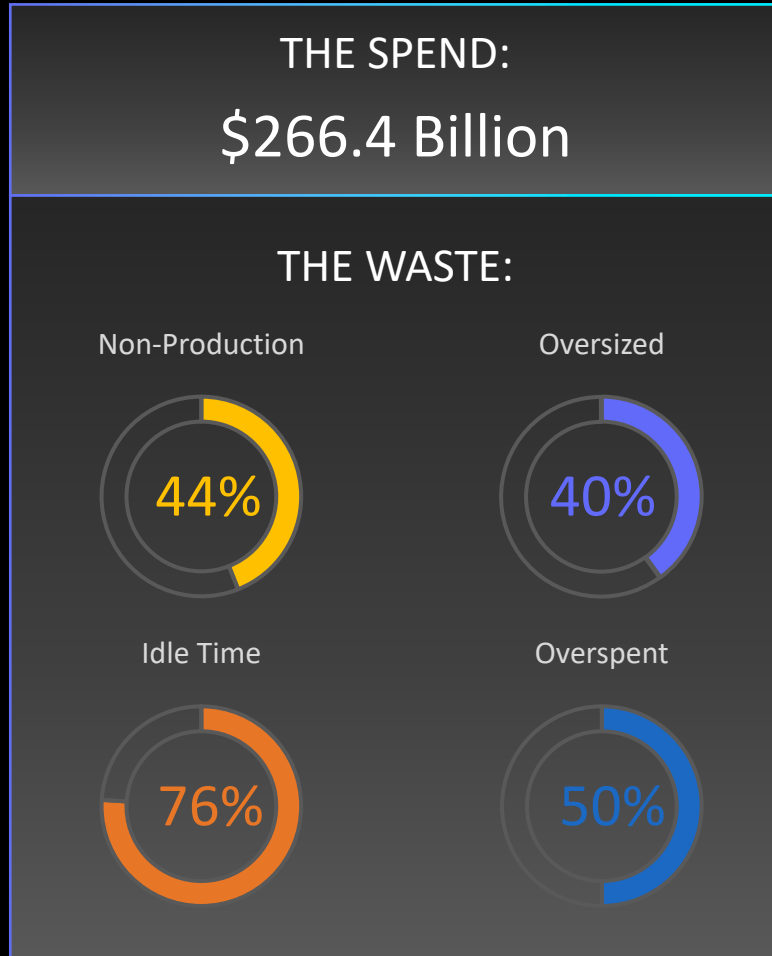 THE SPEND:
$266.4 Billion
THE WASTE:
Non-Production
Oversized
44%
40%
Idle Time
Overspent
76%
50%